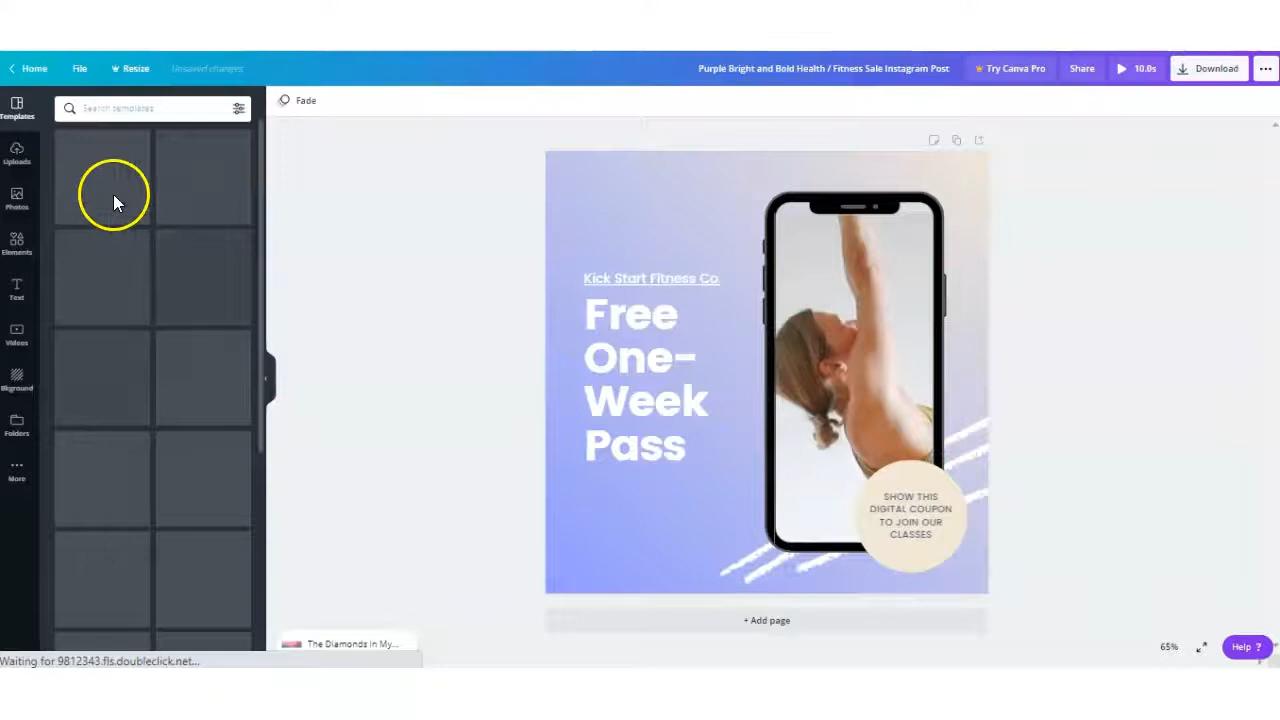 Home File Resize Unsaved changes Purple Bright and Bold Health / Fitness Sale Instagram Post Try Canva Pro Share 10.0s Download
Templates
Search templates
Fade
Uploads
Photos
Elements
Text
Videos
Bkground
Folders
More
Kick Start Fitness Co.
Free
One-
Week
Pass
SHOW THIS
DIGITAL COUPON
TO JOIN OUR
CLASSES
+ Add page
The Diamonds in My...
65%
Help ?
Waiting for 9812343.fls.doubleclick.net...